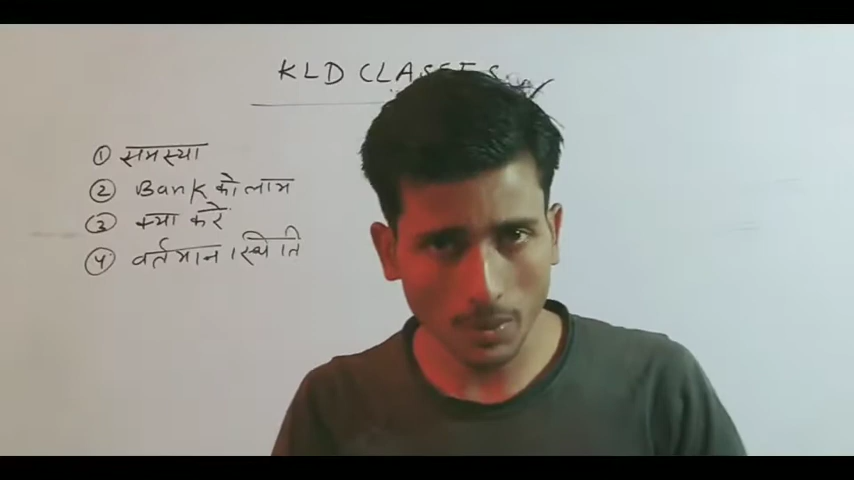 KLD CLASSES
① समस्या
② Bank को लाभ
③ क्या करे
④ वर्तमान स्थिति